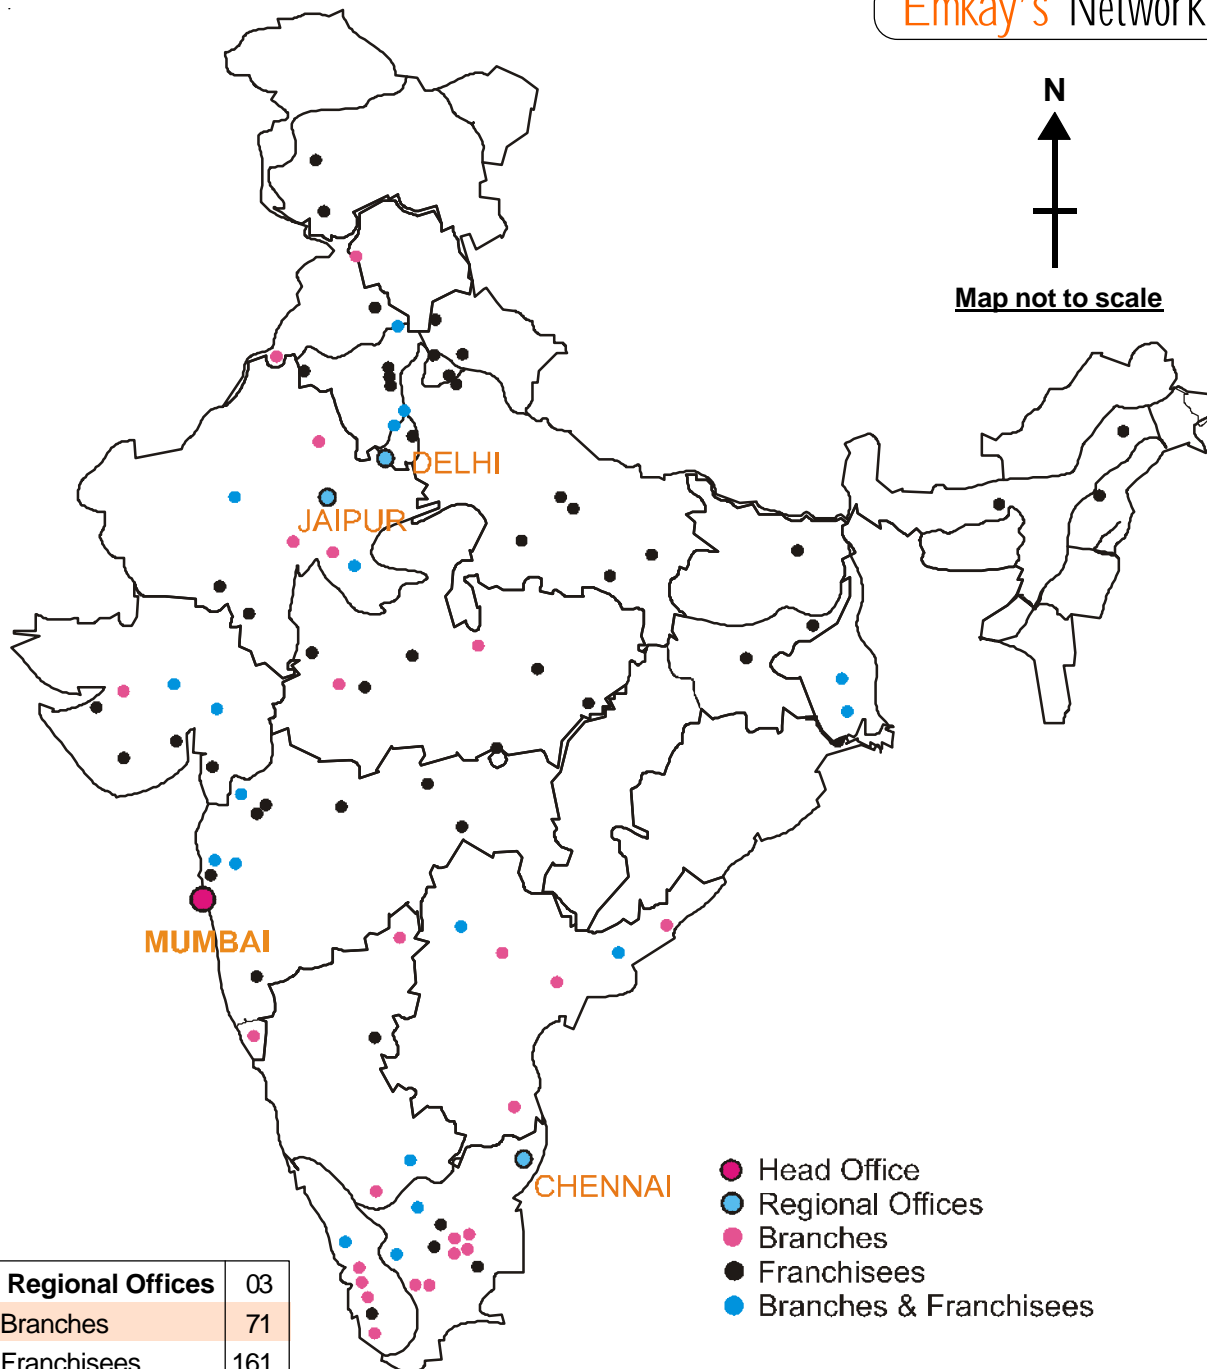 Emkay's Network
N
Map not to scale
DELHI
JAIPUR
MUMBAI
CHENNAI
Head Office
Regional Offices
Branches
Franchisees
Branches & Franchisees
Regional Offices 03
Branches 71
Franchisees 161